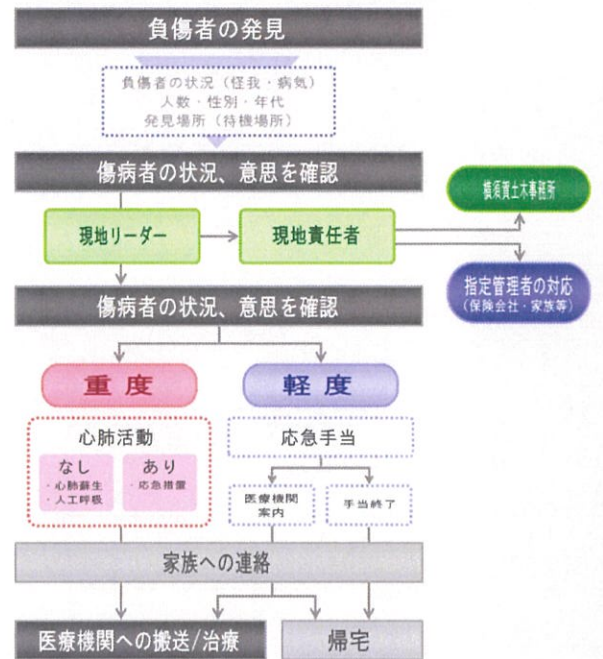 負傷者の発見
負傷者の状況（怪我・病気）
人数・性別・年代
発見場所（待機場所）
傷病者の状況、意思を確認
横須賀土木事務所
現地リーダー
現地責任者
指定管理者の対応
（保険会社・家族等）
傷病者の状況、意思を確認
重度
軽度
心肺活動
応急手当
なし
・心肺蘇生
・人工呼吸
あり
・応急措置
医療機関
案内
手当終了
家族への連絡
医療機関への搬送/治療
帰宅